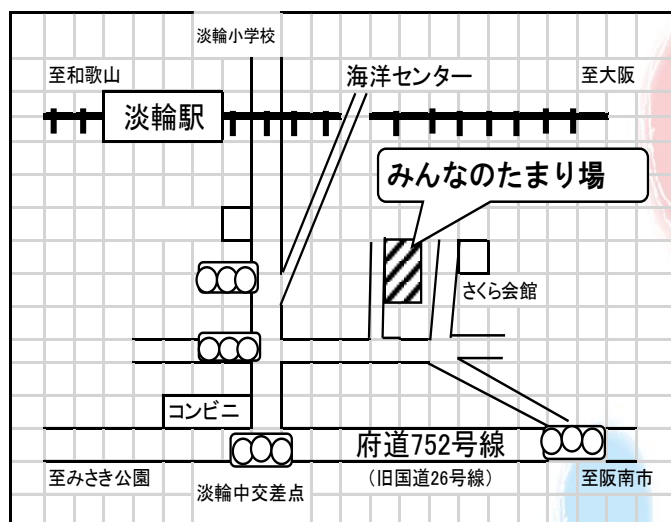 淡輪小学校
至和歌山
海洋センター
至大阪
淡輪駅
みんなのたまり場
さくら会館
コンビニ
府道752号線
至みさき公園
淡輪中交差点
（旧国道26号線）
至阪南市